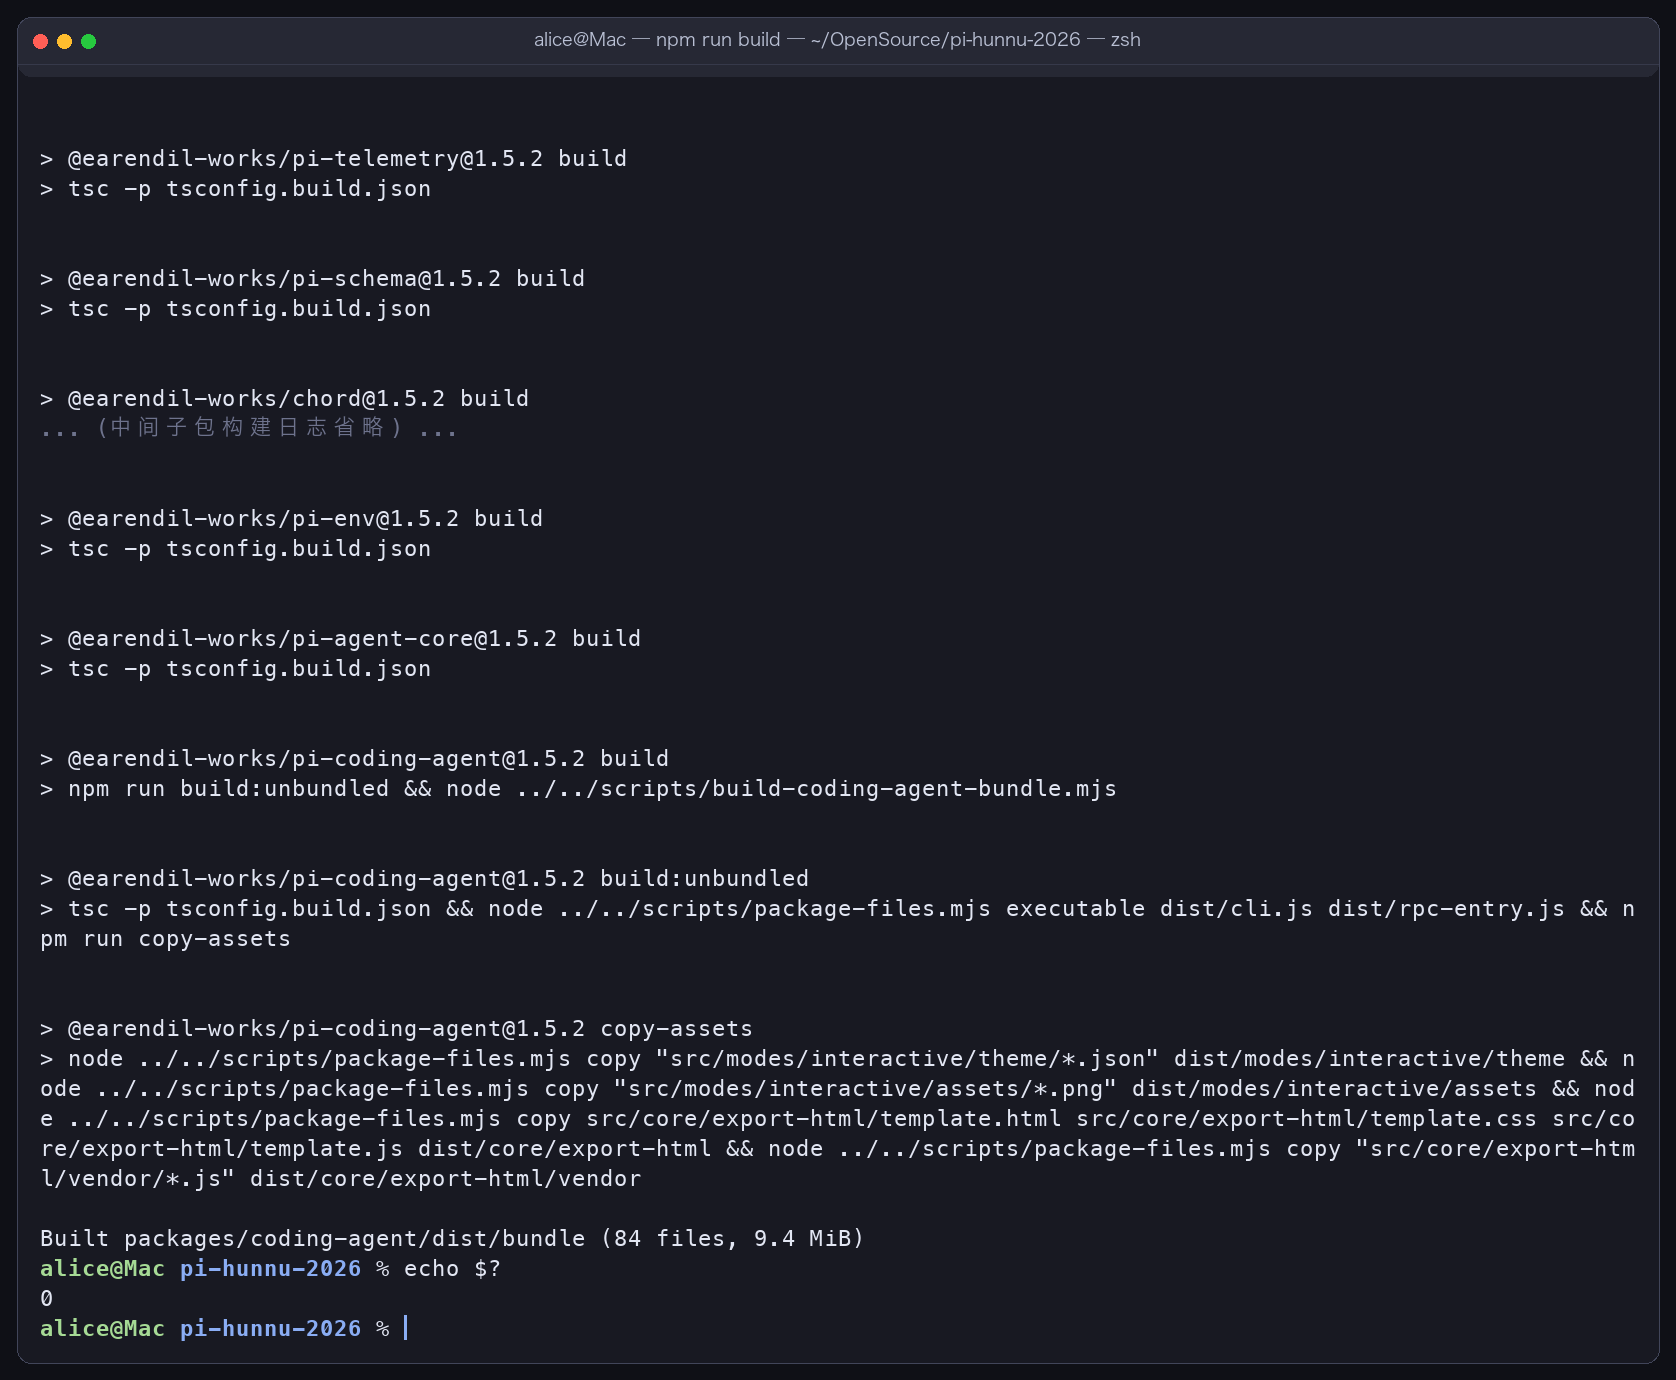 alice@Mac — npm run build — ~/OpenSource/pi-hunnu-2026 — zsh
> @earendil-works/pi-telemetry@1.5.2 build
> tsc -p tsconfig.build.json
> @earendil-works/pi-schema@1.5.2 build
> tsc -p tsconfig.build.json
> @earendil-works/chord@1.5.2 build
... (中间子包构建日志省略) ...
> @earendil-works/pi-env@1.5.2 build
> tsc -p tsconfig.build.json
> @earendil-works/pi-agent-core@1.5.2 build
> tsc -p tsconfig.build.json
> @earendil-works/pi-coding-agent@1.5.2 build
> npm run build:unbundled && node ../../scripts/build-coding-agent-bundle.mjs
> @earendil-works/pi-coding-agent@1.5.2 build:unbundled
> tsc -p tsconfig.build.json && node ../../scripts/package-files.mjs executable dist/cli.js dist/rpc-entry.js && n
pm run copy-assets
> @earendil-works/pi-coding-agent@1.5.2 copy-assets
> node ../../scripts/package-files.mjs copy "src/modes/interactive/theme/*.json" dist/modes/interactive/theme && n
ode ../../scripts/package-files.mjs copy "src/modes/interactive/assets/*.png" dist/modes/interactive/assets && nod
e ../../scripts/package-files.mjs copy src/core/export-html/template.html src/core/export-html/template.css src/co
re/export-html/template.js dist/core/export-html && node ../../scripts/package-files.mjs copy "src/core/export-htm
l/vendor/*.js" dist/core/export-html/vendor
Built packages/coding-agent/dist/bundle (84 files, 9.4 MiB)
alice@Mac pi-hunnu-2026 % echo $?
0
alice@Mac pi-hunnu-2026 %